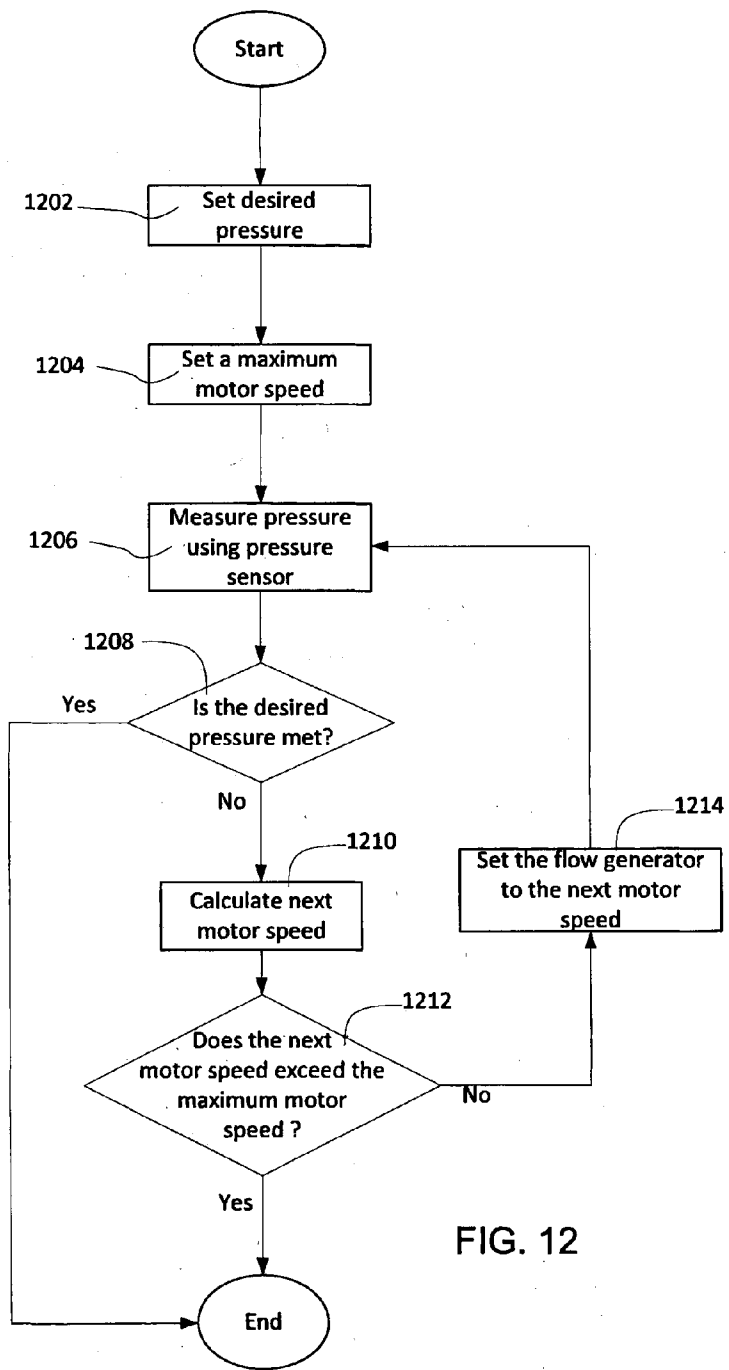 Start
1202
Set desired
pressure
1204
Set a maximum
motor speed
1206
Measure pressure
using pressure
sensor
1208
Yes
Is the desired
pressure met?
No
1210
Calculate next
motor speed
1214
Set the flow generator
to the next motor
speed
1212
Does the next
motor speed exceed the
maximum motor
speed ?
No
Yes
FIG. 12
End